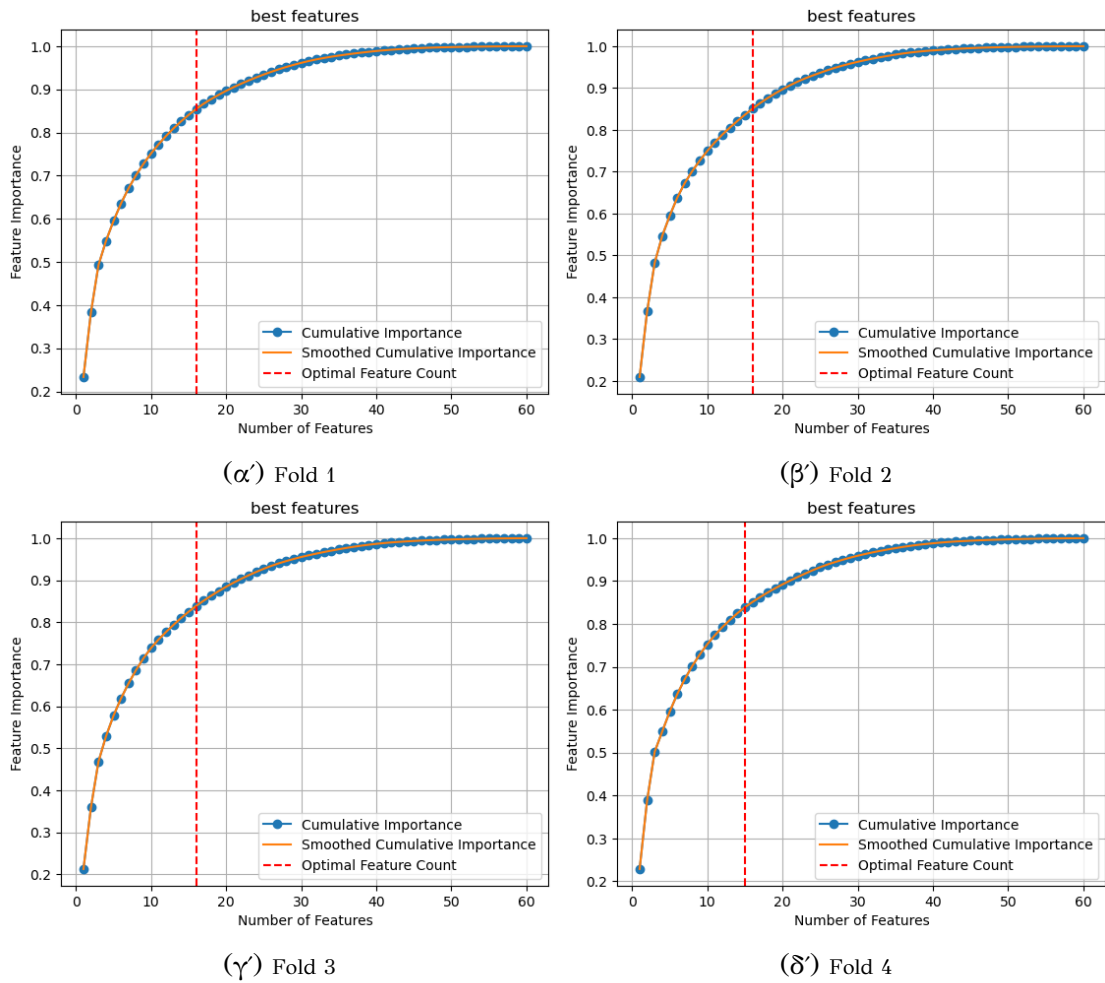 best features
1.0
0.9
0.8
0.7
0.6
0.5
0.4
0.3
0.2
Feature Importance
Cumulative Importance
Smoothed Cumulative Importance
Optimal Feature Count
0 10 20 30 40 50 60
Number of Features
(α′) Fold 1
best features
1.0
0.9
0.8
0.7
0.6
0.5
0.4
0.3
0.2
Feature Importance
Cumulative Importance
Smoothed Cumulative Importance
Optimal Feature Count
0 10 20 30 40 50 60
Number of Features
(β′) Fold 2
best features
1.0
0.9
0.8
0.7
0.6
0.5
0.4
0.3
0.2
Feature Importance
Cumulative Importance
Smoothed Cumulative Importance
Optimal Feature Count
0 10 20 30 40 50 60
Number of Features
(γ′) Fold 3
best features
1.0
0.9
0.8
0.7
0.6
0.5
0.4
0.3
0.2
Feature Importance
Cumulative Importance
Smoothed Cumulative Importance
Optimal Feature Count
0 10 20 30 40 50 60
Number of Features
(δ′) Fold 4